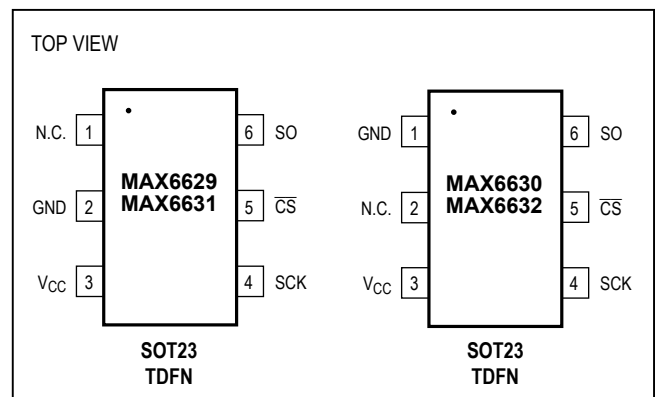 TOP VIEW
N.C. 1
6 SO
MAX6629
MAX6631
GND 2
5 CS
VCC 3
4 SCK
SOT23
TDFN
GND 1
6 SO
MAX6630
MAX6632
N.C. 2
5 CS
VCC 3
4 SCK
SOT23
TDFN